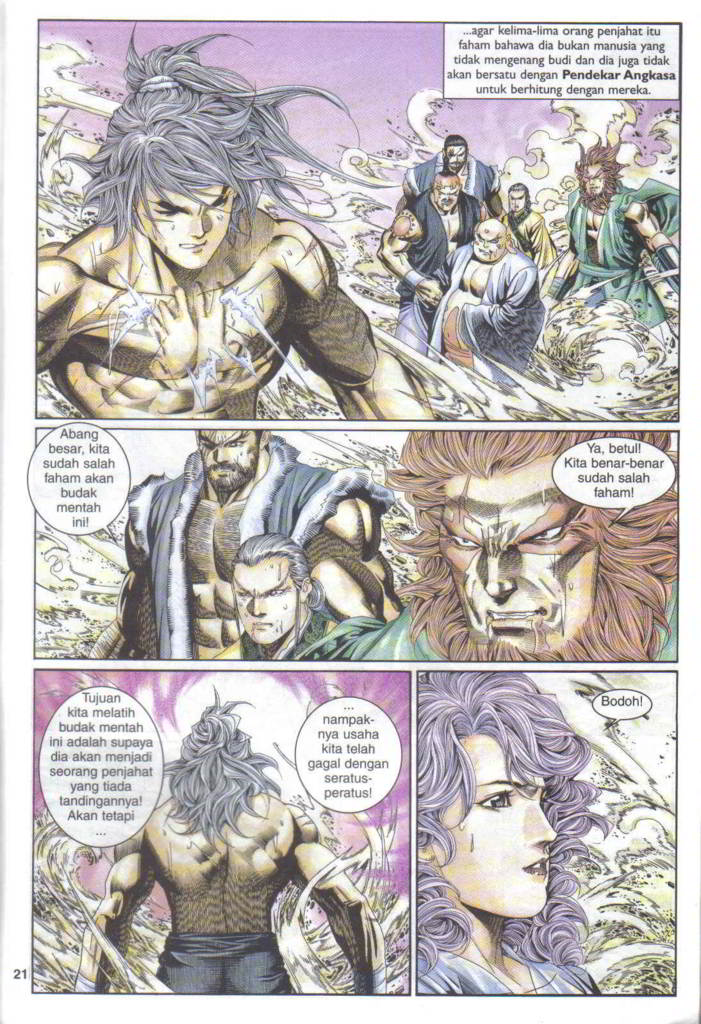 ...agar kelima-lima orang penjahat itu
faham bahawa dia bukan manusia yang
tidak mengenang budi dan dia juga tidak
akan bersatu dengan Pendekar Angkasa
untuk berhitung dengan mereka.
Abang
besar, kita
sudah salah
faham akan
budak
mentah
ini!
Ya, betul!
Kita benar-benar
sudah salah
faham!
Tujuan
kita melatih
budak mentah
ini adalah supaya
dia akan menjadi
seorang penjahat
yang tiada
tandingannya!
Akan tetapi
...
...
nampak-
nya usaha
kita telah
gagal dengan
seratus-
peratus!
Bodoh!
21